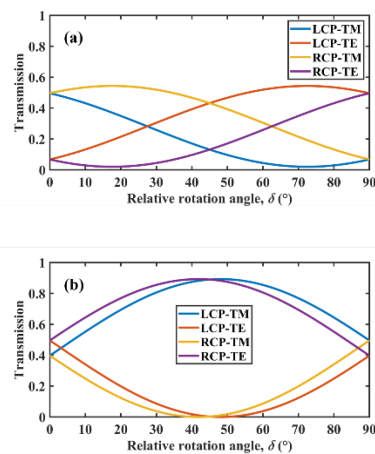 1
(a)
LCP-TM
LCP-TE
RCP-TM
RCP-TE
0.8
0.6
0.4
0.2
0
Transmission
0 10 20 30 40 50 60 70 80 90
Relative rotation angle, δ (°)
1
(b)
0.8
0.6
0.4
0.2
0
LCP-TM
LCP-TE
RCP-TM
RCP-TE
Transmission
0 10 20 30 40 50 60 70 80 90
Relative rotation angle, δ (°)